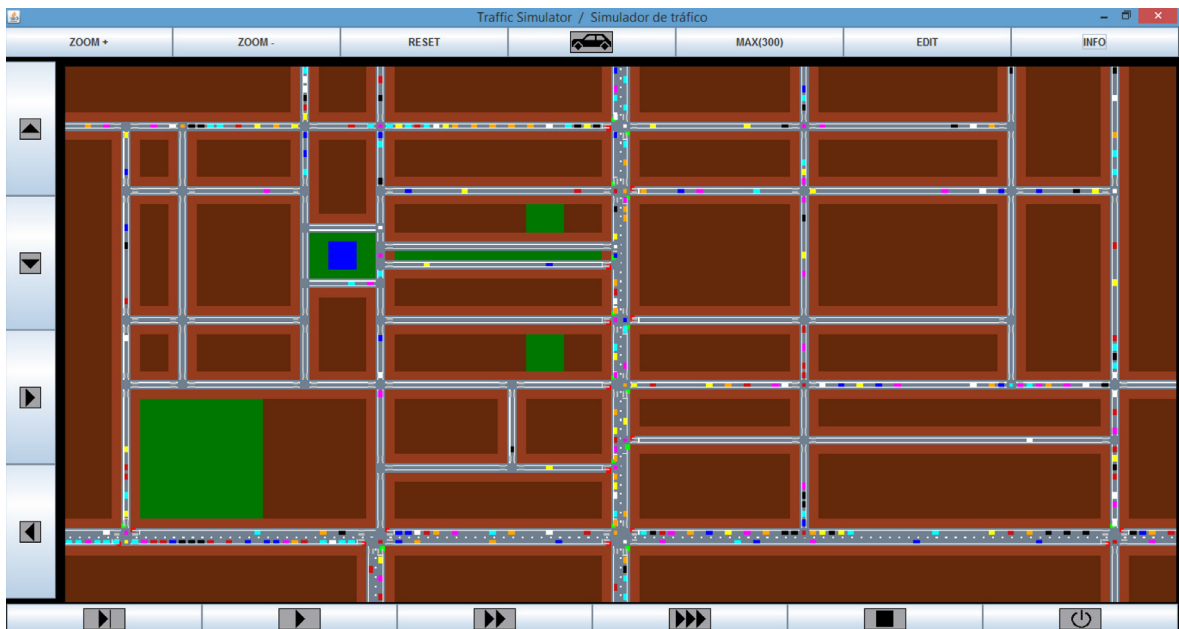 Traffic Simulator / Simulador de tráfico
ZOOM + ZOOM - RESET MAX(300) EDIT INFO